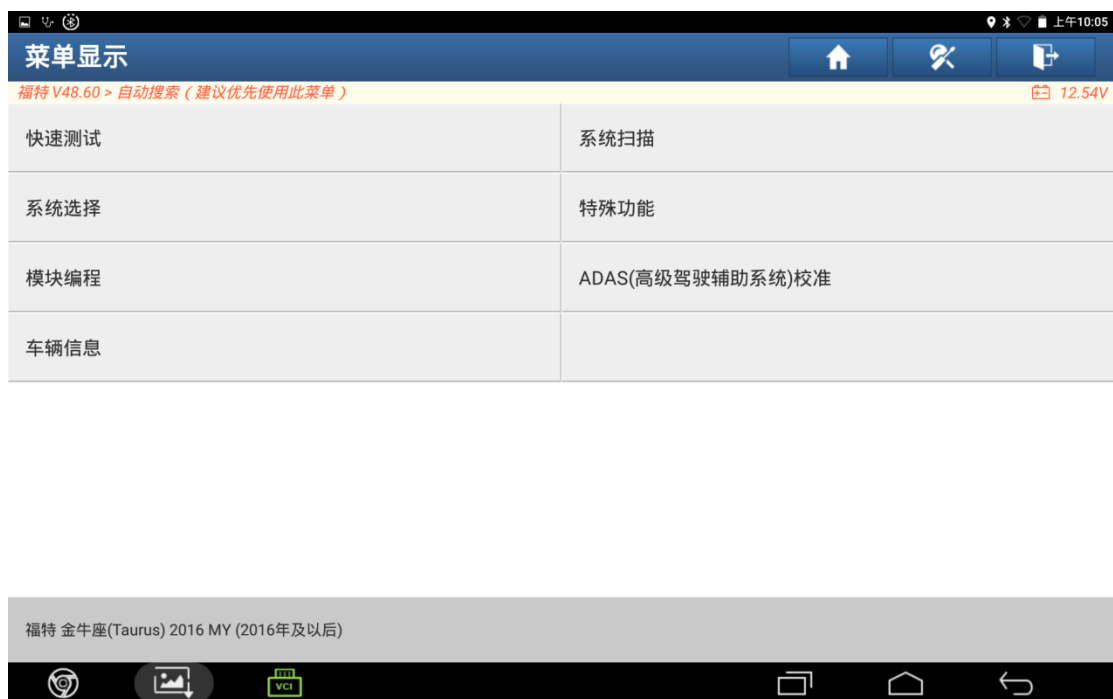 上午10:05
菜单显示
福特 V48.60 > 自动搜索（建议优先使用此菜单）
12.54V
快速测试
系统扫描
系统选择
特殊功能
模块编程
ADAS(高级驾驶辅助系统)校准
车辆信息
福特 金牛座(Taurus) 2016 MY (2016年及以后)
VCI